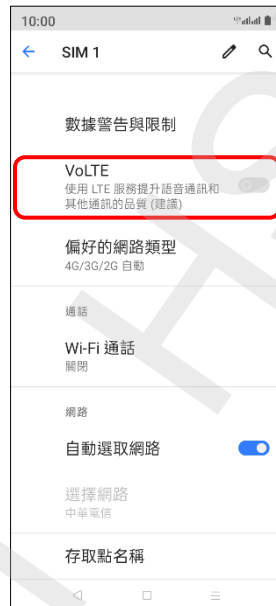 10:00
SIM 1
數據警告與限制
VoLTE
使用 LTE 服務提升語音通訊和
其他通訊的品質 (建議)
偏好的網路類型
4G/3G/2G 自動
通話
Wi-Fi 通話
關閉
網路
自動選取網路
選擇網路
中華電信
存取點名稱